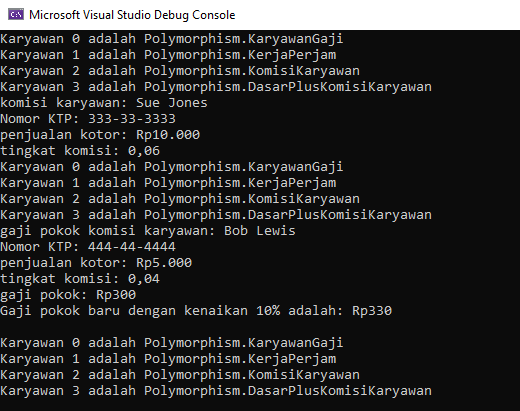 Microsoft Visual Studio Debug Console
Karyawan 0 adalah Polymorphism.KaryawanGaji
Karyawan 1 adalah Polymorphism.KerjaPerjam
Karyawan 2 adalah Polymorphism.KomisiKaryawan
Karyawan 3 adalah Polymorphism.DasarPlusKomisiKaryawan
komisi karyawan: Sue Jones
Nomor KTP: 333-33-3333
penjualan kotor: Rp10.000
tingkat komisi: 0,06
Karyawan 0 adalah Polymorphism.KaryawanGaji
Karyawan 1 adalah Polymorphism.KerjaPerjam
Karyawan 2 adalah Polymorphism.KomisiKaryawan
Karyawan 3 adalah Polymorphism.DasarPlusKomisiKaryawan
gaji pokok komisi karyawan: Bob Lewis
Nomor KTP: 444-44-4444
penjualan kotor: Rp5.000
tingkat komisi: 0,04
gaji pokok: Rp300
Gaji pokok baru dengan kenaikan 10% adalah: Rp330
Karyawan 0 adalah Polymorphism.KaryawanGaji
Karyawan 1 adalah Polymorphism.KerjaPerjam
Karyawan 2 adalah Polymorphism.KomisiKaryawan
Karyawan 3 adalah Polymorphism.DasarPlusKomisiKaryawan